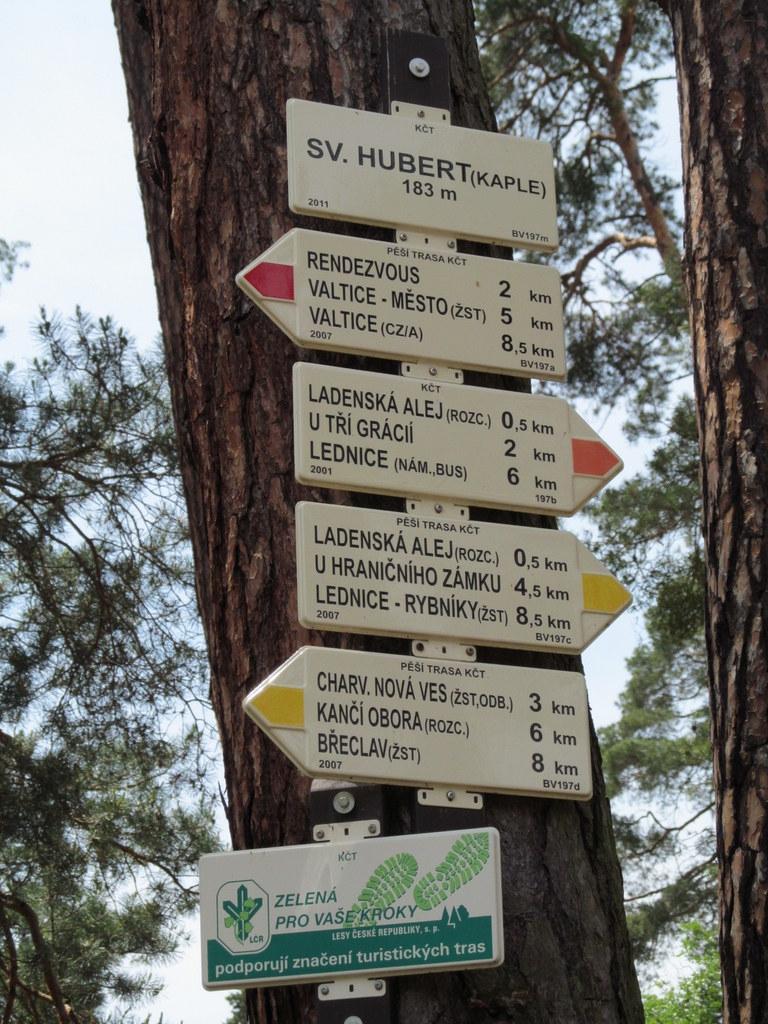 KČT
SV. HUBERT (KAPLE)
183 m
2011 BV197m
PĚŠÍ TRASA KČT
RENDEZVOUS 2 km
VALTICE - MĚSTO (ŽST) 5 km
VALTICE (CZ/A) 8,5 km
2007 BV197a
KČT
LADENSKÁ ALEJ (ROZC.) 0,5 km
U TŘÍ GRÁCIÍ 2 km
LEDNICE (NÁM.,BUS) 6 km
2001 197b
PĚŠÍ TRASA KČT
LADENSKÁ ALEJ (ROZC.) 0,5 km
U HRANIČNÍHO ZÁMKU 4,5 km
LEDNICE - RYBNÍKY (ŽST) 8,5 km
2007 BV197c
PĚŠÍ TRASA KČT
CHARV. NOVÁ VES (ŽST,ODB.) 3 km
KANČÍ OBORA (ROZC.) 6 km
BŘECLAV (ŽST) 8 km
2007 BV197d
KČT
ZELENÁ
PRO VAŠE KROKY
LCR LESY ČESKÉ REPUBLIKY, s. p.
podporují značení turistických tras